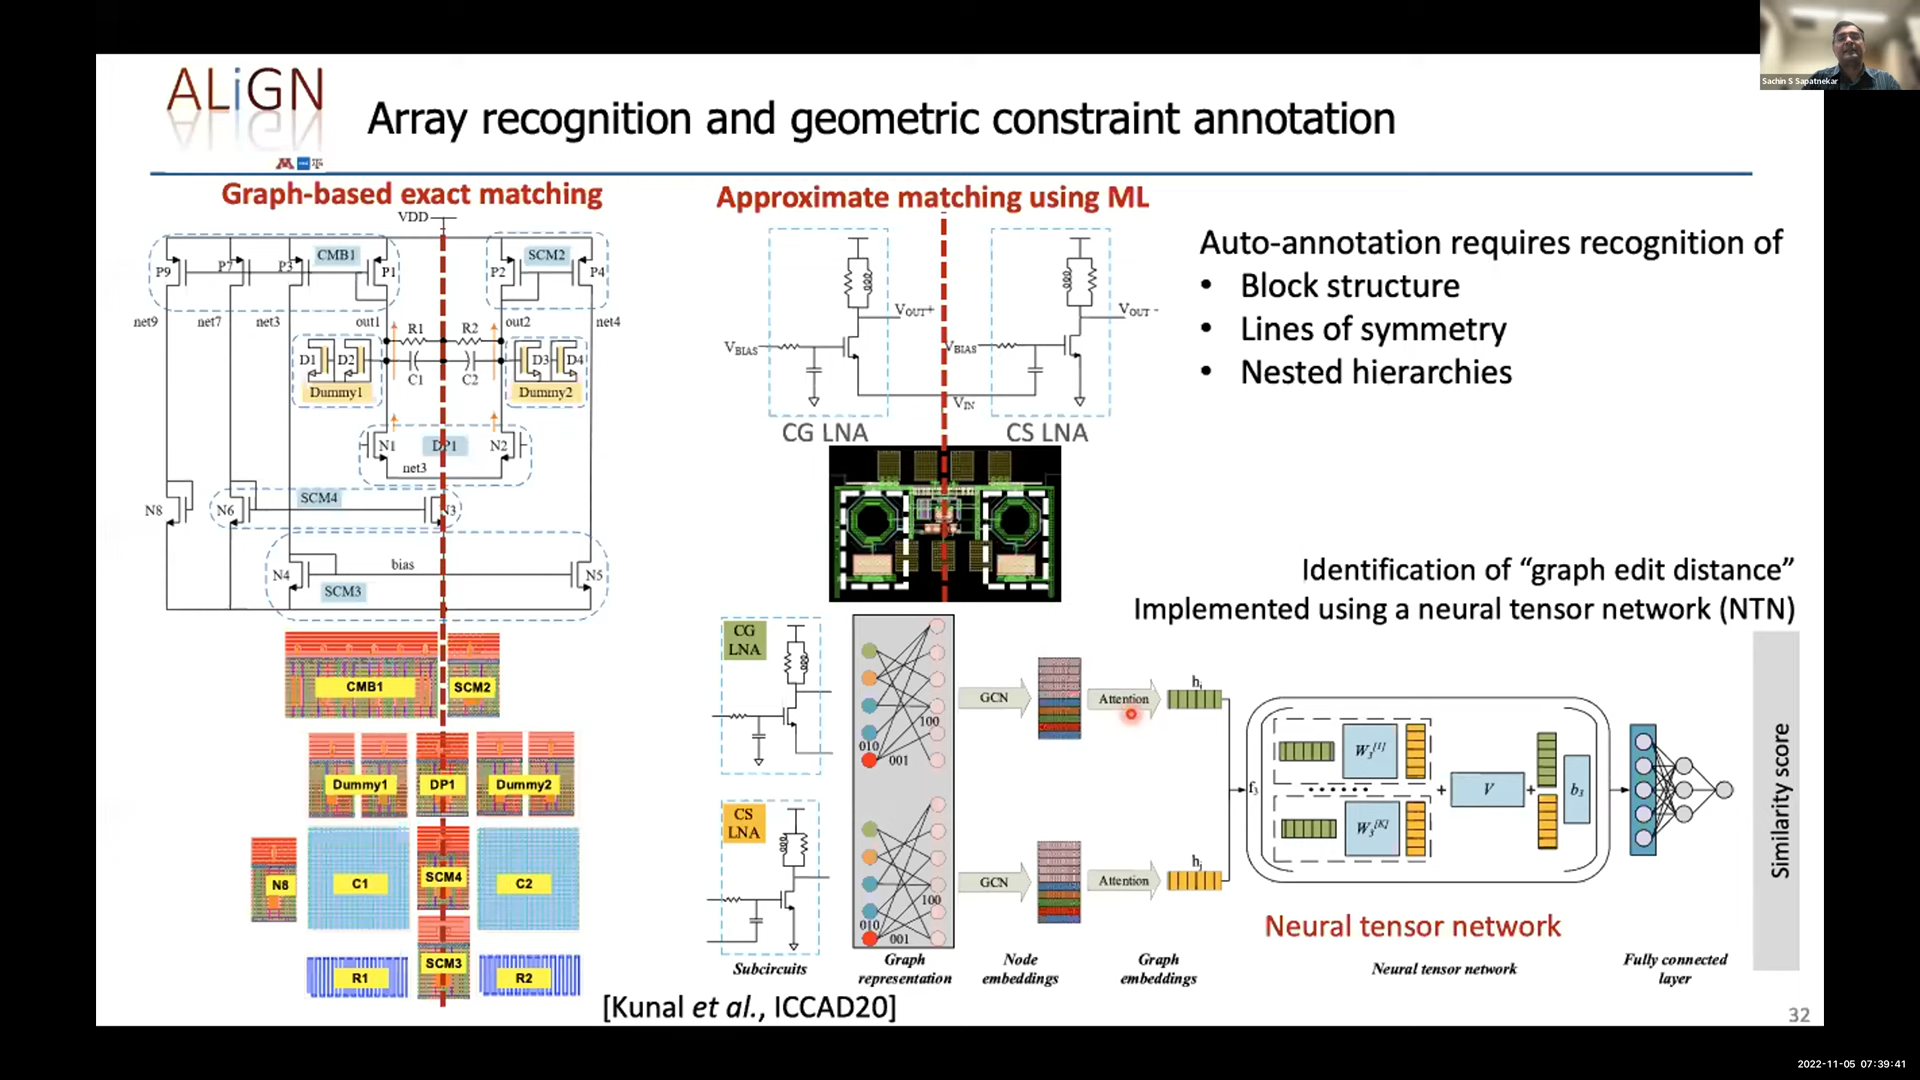 Sachin S Sapatnekar
ALiGN
Array recognition and geometric constraint annotation
Graph-based exact matching
VDD
CMB1
SCM2
P9
P7
P3
P1
P2
P4
net9
net7
net3
out1
R1
R2
out2
net4
D1
D2
C1
C2
D3
D4
Dummy1
Dummy2
N1
DP1
N2
net3
SCM4
N8
N6
N3
N4
bias
N5
SCM3
CMB1
SCM2
Dummy1
DP1
Dummy2
N8
C1
SCM4
C2
SCM3
R1
R2
Approximate matching using ML
VOUT+
VOUT -
VBIAS
VBIAS
VIN
CG LNA
CS LNA
Auto-annotation requires recognition of
• Block structure
• Lines of symmetry
• Nested hierarchies
Identification of “graph edit distance”
Implemented using a neural tensor network (NTN)
CG
LNA
100
010
001
GCN
Attention
hi
CS
LNA
100
010
001
GCN
Attention
hj
f3
W3[1]
W3[K]
+
V
+
b3
Similarity score
Neural tensor network
Subcircuits
Graph
representation
Node
embeddings
Graph
embeddings
Neural tensor network
Fully connected
layer
[Kunal et al., ICCAD20]
32
2022-11-05 07:39:41